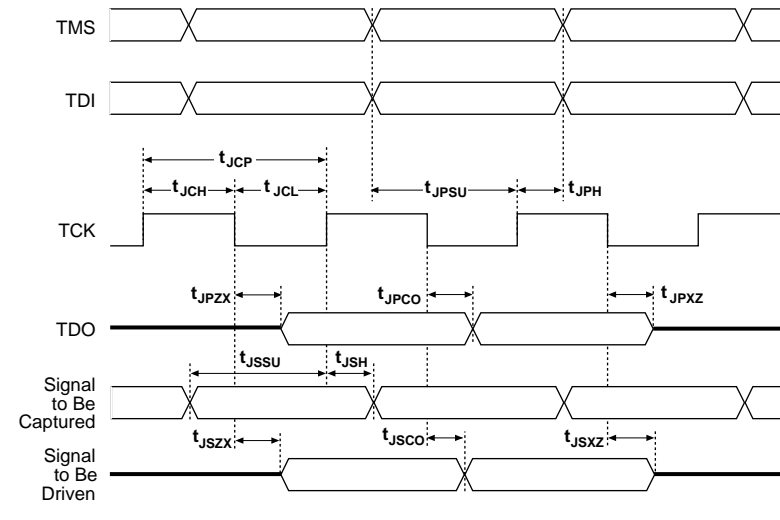 TMS
TDI
tJCP
tJCH
tJCL
tJPSU
tJPH
TCK
tJPZX
tJPCO
tJPXZ
TDO
tJSSU
tJSH
Signal
to Be
Captured
tJSZX
tJSCO
tJSXZ
Signal
to Be
Driven